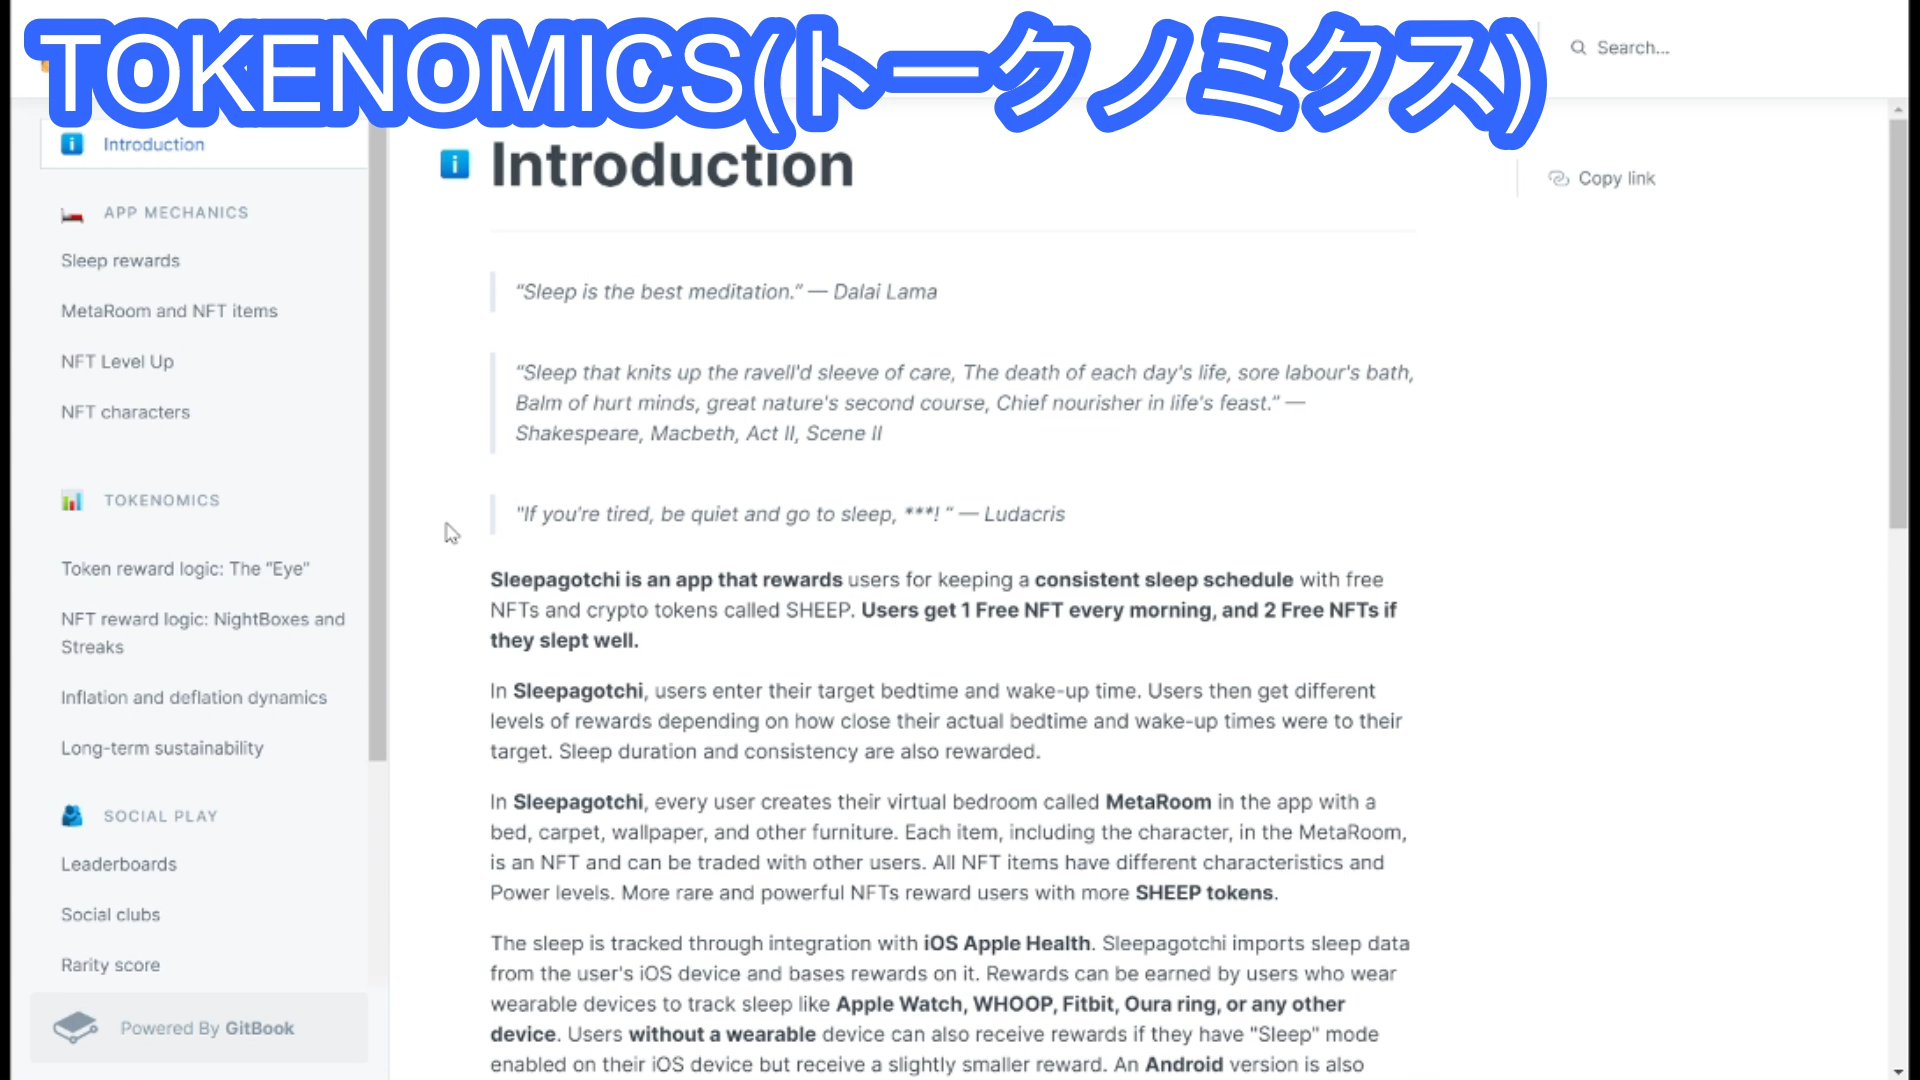 TOKENOMICS(トークノミクス)
Search...
Introduction
APP MECHANICS
Sleep rewards
MetaRoom and NFT items
NFT Level Up
NFT characters
TOKENOMICS
Token reward logic: The "Eye"
NFT reward logic: NightBoxes and
Streaks
Inflation and deflation dynamics
Long-term sustainability
SOCIAL PLAY
Leaderboards
Social clubs
Rarity score
Powered By GitBook
Introduction
Copy link
“Sleep is the best meditation.” — Dalai Lama
“Sleep that knits up the ravell'd sleeve of care, The death of each day's life, sore labour's bath,
Balm of hurt minds, great nature's second course, Chief nourisher in life's feast.” —
Shakespeare, Macbeth, Act II, Scene II
"If you're tired, be quiet and go to sleep, ***! “ — Ludacris
Sleepagotchi is an app that rewards users for keeping a consistent sleep schedule with free
NFTs and crypto tokens called SHEEP. Users get 1 Free NFT every morning, and 2 Free NFTs if
they slept well.
In Sleepagotchi, users enter their target bedtime and wake-up time. Users then get different
levels of rewards depending on how close their actual bedtime and wake-up times were to their
target. Sleep duration and consistency are also rewarded.
In Sleepagotchi, every user creates their virtual bedroom called MetaRoom in the app with a
bed, carpet, wallpaper, and other furniture. Each item, including the character, in the MetaRoom,
is an NFT and can be traded with other users. All NFT items have different characteristics and
Power levels. More rare and powerful NFTs reward users with more SHEEP tokens.
The sleep is tracked through integration with iOS Apple Health. Sleepagotchi imports sleep data
from the user's iOS device and bases rewards on it. Rewards can be earned by users who wear
wearable devices to track sleep like Apple Watch, WHOOP, Fitbit, Oura ring, or any other
device. Users without a wearable device can also receive rewards if they have "Sleep" mode
enabled on their iOS device but receive a slightly smaller reward. An Android version is also